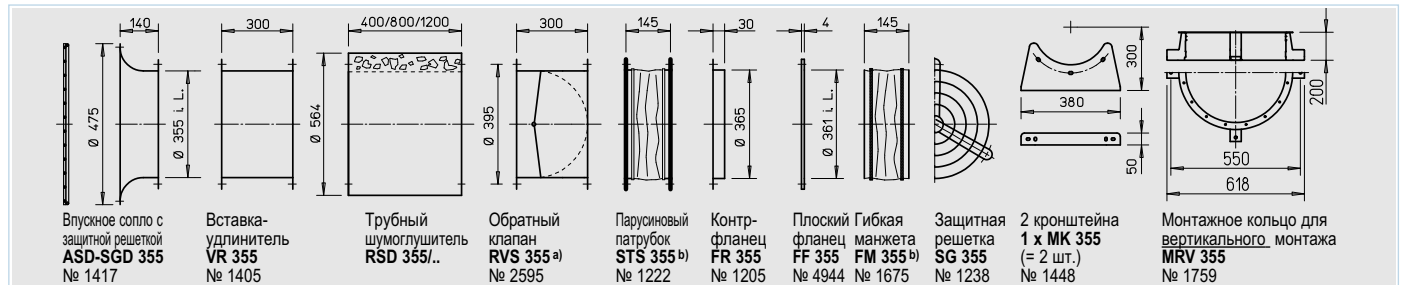 140
300
400/800/1200
300
145
30
4
145
Ø 475
Ø 355 i L.
Ø 564
Ø 395
Ø 365
Ø 361 i L.
300
380
50
200
550
618
Впускное сопло с
защитной решеткой
ASD-SGD 355
№ 1417
Вставка-
удлинитель
VR 355
№ 1405
Трубный
шумоглушитель
RSD 355/..
Обратный
клапан
RVS 355 a)
№ 2595
Парусиновый
патрубок
STS 355 b)
№ 1222
Контр-
фланец
FR 355
№ 1205
Плоский
фланец
FF 355
№ 4944
Гибкая
манжета
FM 355 b)
№ 1675
Защитная
решетка
SG 355
№ 1238
2 кронштейна
1 x MK 355
(= 2 шт.)
№ 1448
Монтажное кольцо для
вертикального монтажа
MRV 355
№ 1759